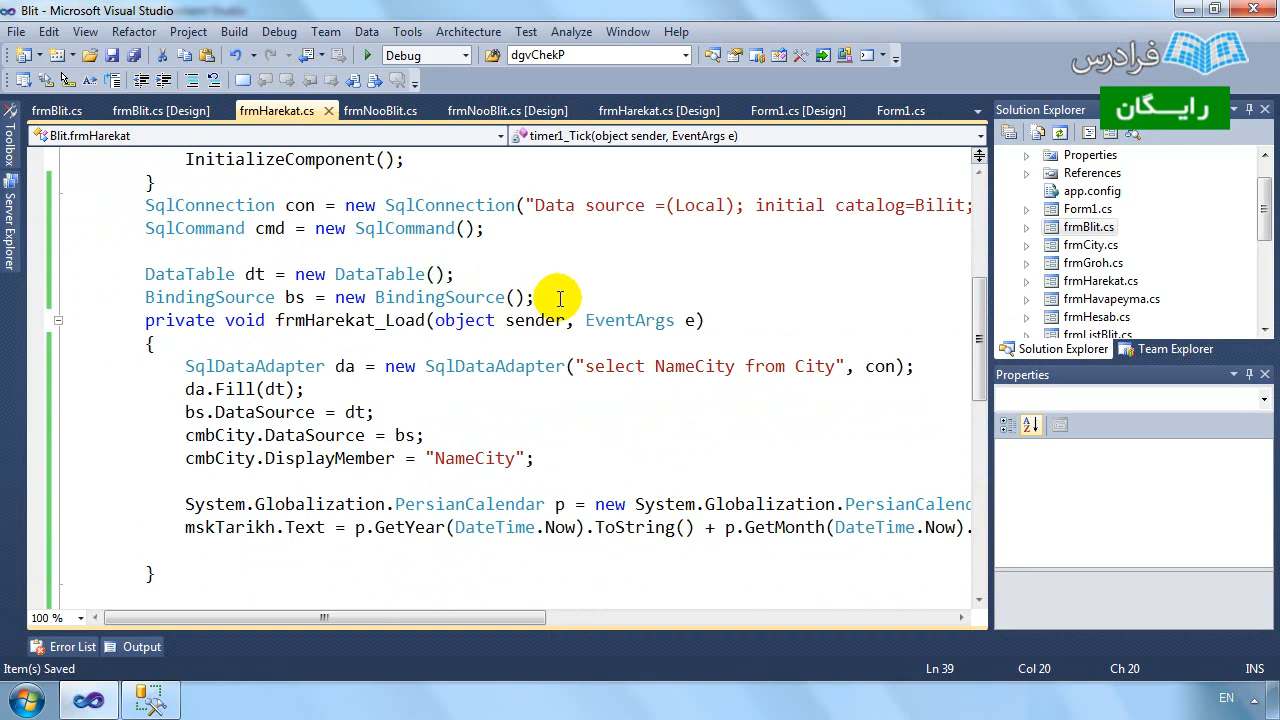 Blit - Microsoft Visual Studio
File Edit View Refactor Project Build Debug Team Data Tools Architecture Test Analyze Window Help
Debug dgvChekP
فرادرس
رایگان
frmBlit.cs frmBlit.cs [Design] frmHarekat.cs frmNooBlit.cs frmNooBlit.cs [Design] frmHarekat.cs [Design] Form1.cs [Design] Form1.cs
Solution Explorer
Blit.frmHarekat timer1_Tick(object sender, EventArgs e)
Toolbox
Server Explorer
InitializeComponent();
}
SqlConnection con = new SqlConnection("Data source =(Local); initial catalog=Bilit;
SqlCommand cmd = new SqlCommand();
DataTable dt = new DataTable();
BindingSource bs = new BindingSource();
private void frmHarekat_Load(object sender, EventArgs e)
{
SqlDataAdapter da = new SqlDataAdapter("select NameCity from City", con);
da.Fill(dt);
bs.DataSource = dt;
cmbCity.DataSource = bs;
cmbCity.DisplayMember = "NameCity";
System.Globalization.PersianCalendar p = new System.Globalization.PersianCalend
mskTarikh.Text = p.GetYear(DateTime.Now).ToString() + p.GetMonth(DateTime.Now).
}
100 %
Properties
References
app.config
Form1.cs
frmBlit.cs
frmCity.cs
frmGroh.cs
frmHarekat.cs
frmHavapeyma.cs
frmHesab.cs
frmListBlit.cs
Solution Explorer Team Explorer
Properties
Error List Output
Item(s) Saved Ln 39 Col 20 Ch 20 INS
EN